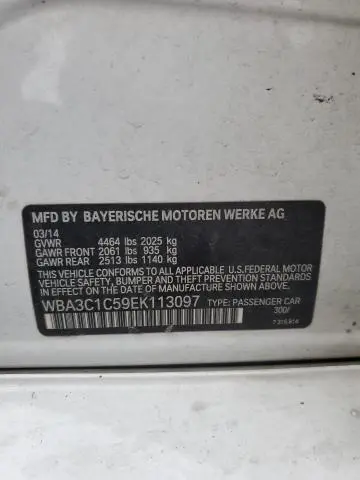 MFD BY BAYERISCHE MOTOREN WERKE AG
03/14
GVWR 4464 lbs 2025 kg
GAWR FRONT 2061 lbs 935 kg
GAWR REAR 2513 lbs 1140 kg
THIS CONFORMS TO ALL APPLICABLE U.S.FEDERAL MOTOR
VEHICLE SAFETY, BUMPER AND THEFT PREVENTION
STANDARDS IN EFFECT ON THE DATE OF MANUFACTURE SHOWN ABOVE.
WBA3C1C59EK113097 TYPE: PASSENGER CAR
300/